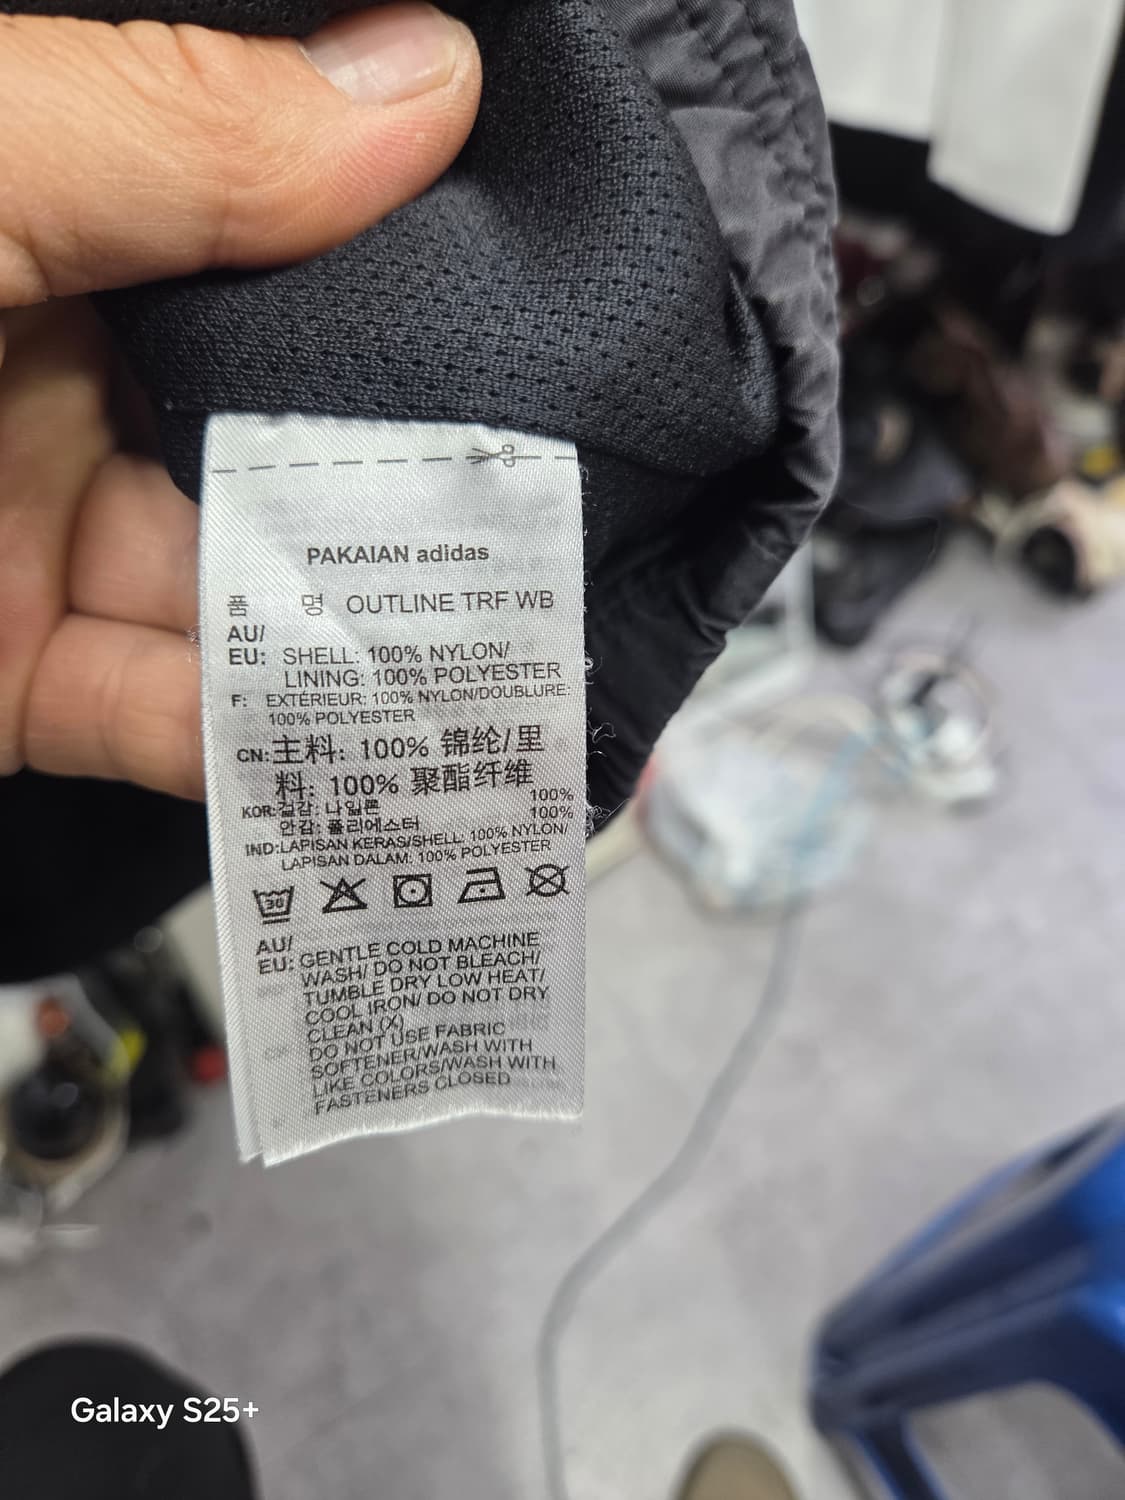 PAKAIAN adidas
품 명 OUTLINE TRF WB
AU/
EU: SHELL: 100% NYLON/
LINING: 100% POLYESTER
F: EXTÉRIEUR: 100% NYLON/DOUBLURE:
100% POLYESTER
CN: 主料: 100% 锦纶/里
料: 100% 聚酯纤维
KOR: 겉감: 나일론 100%
안감: 폴리에스터 100%
IND: LAPISAN KERAS/SHELL: 100% NYLON/
LAPISAN DALAM: 100% POLYESTER
30
AU/
EU: GENTLE COLD MACHINE
WASH/ DO NOT BLEACH/
TUMBLE DRY LOW HEAT/
COOL IRON/ DO NOT DRY
CLEAN (X)
DO NOT USE FABRIC
SOFTENER/WASH WITH
LIKE COLORS/WASH WITH
FASTENERS CLOSED
Galaxy S25+